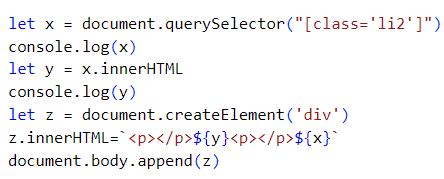 let x = document.querySelector("[class='li2']")
console.log(x)
let y = x.innerHTML
console.log(y)
let z = document.createElement('div')
z.innerHTML=`<p></p>${y}<p></p>${x}`
document.body.append(z)